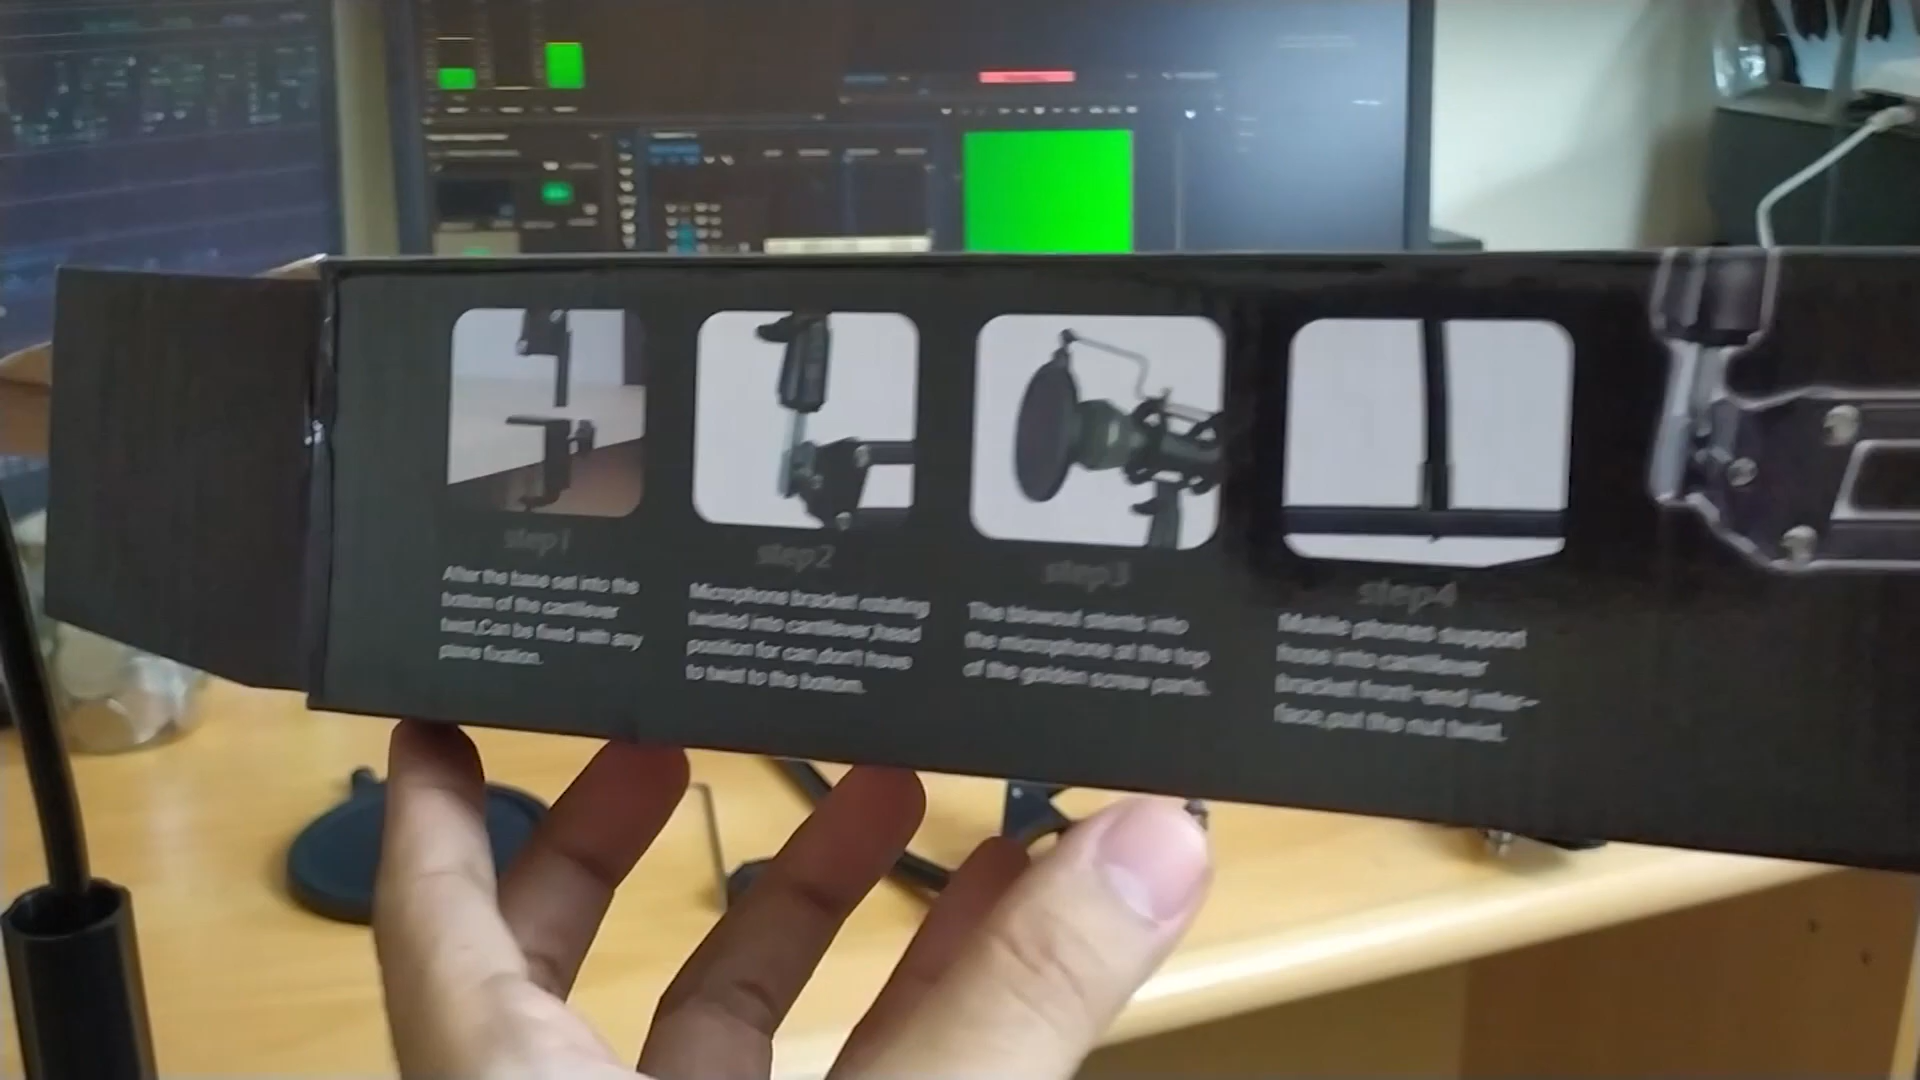 step1
After the base set into the
bottom of the cantilever
twist,Can be fixed with any
plane fixation.
step2
Microphone bracket rotating
twisted into cantilever,head
position for can,don't have
to twist to the bottom.
step3
The blowout stents into
the microphone at the top
of the golden screw parts.
step4
Mobile phones support
hose into cantilever
bracket front-end inter-
face,put the nut twist.